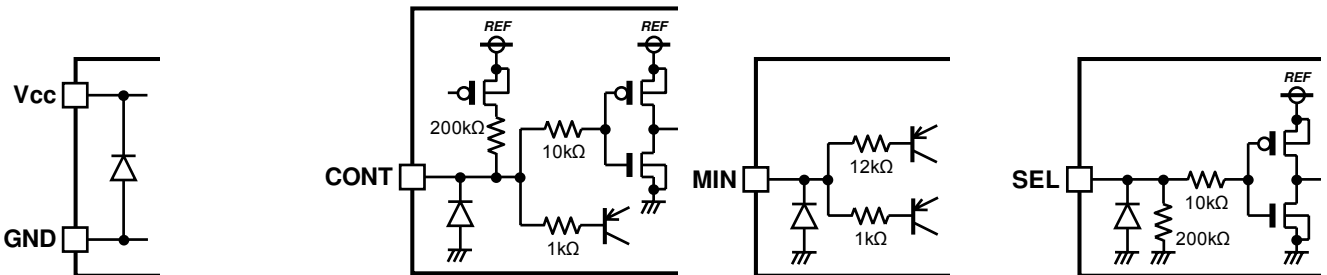 Vcc
GND
REF
REF
200kΩ
10kΩ
CONT
1kΩ
MIN
12kΩ
1kΩ
REF
SEL
10kΩ
200kΩ